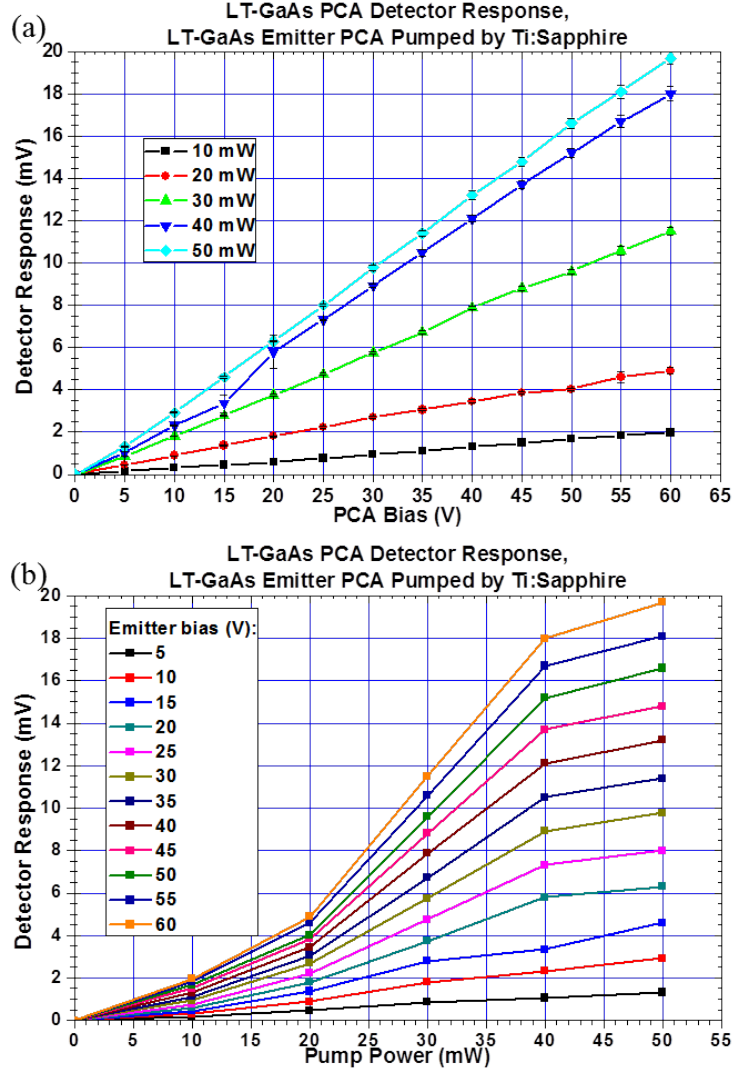 (a)
LT-GaAs PCA Detector Response,
LT-GaAs Emitter PCA Pumped by Ti:Sapphire
Detector Response (mV)
20
18
16
14
12
10
8
6
4
2
0
10 mW
20 mW
30 mW
40 mW
50 mW
0 5 10 15 20 25 30 35 40 45 50 55 60 65
PCA Bias (V)
(b)
LT-GaAs PCA Detector Response,
LT-GaAs Emitter PCA Pumped by Ti:Sapphire
Detector Response (mV)
20
18
16
14
12
10
8
6
4
2
0
Emitter bias (V):
5
10
15
20
25
30
35
40
45
50
55
60
0 5 10 15 20 25 30 35 40 45 50 55
Pump Power (mW)